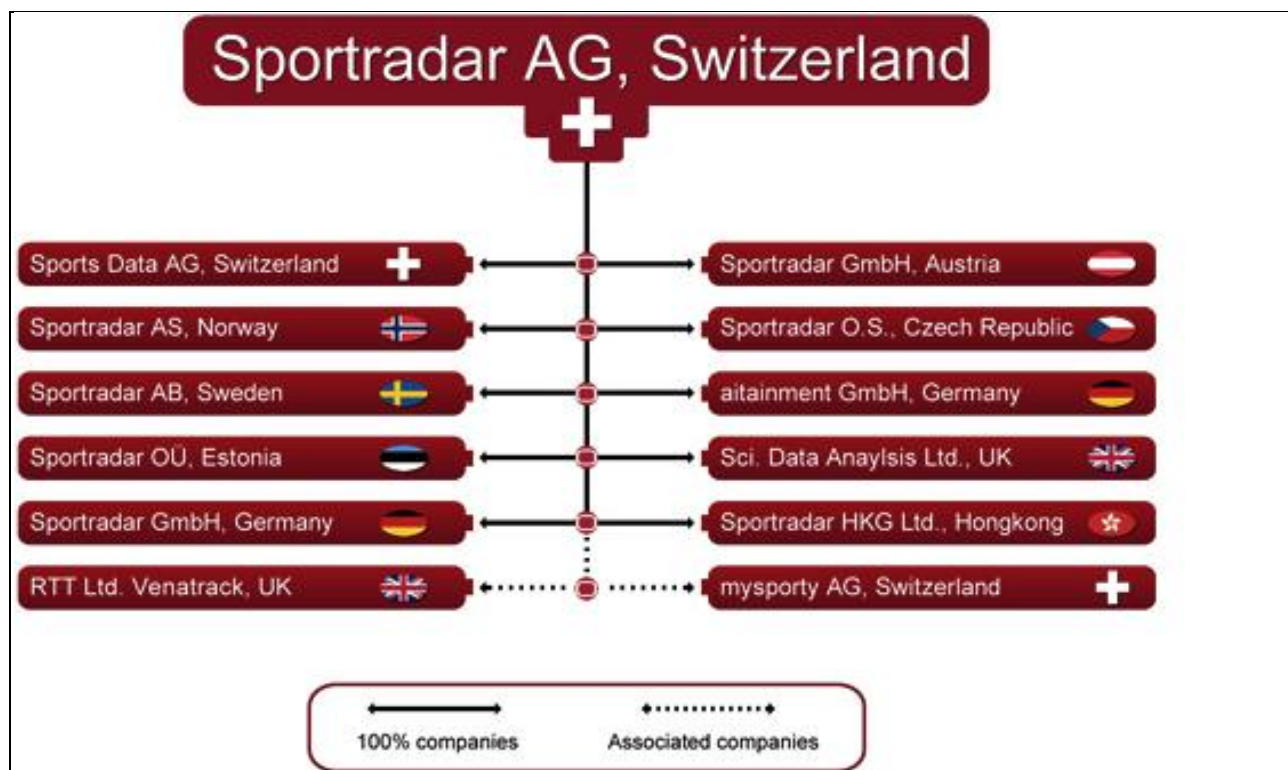 Sportradar AG, Switzerland
Sports Data AG, Switzerland
Sportradar GmbH, Austria
Sportradar AS, Norway
Sportradar O.S., Czech Republic
Sportradar AB, Sweden
aitainment GmbH, Germany
Sportradar OÜ, Estonia
Sci. Data Anaylsis Ltd., UK
Sportradar GmbH, Germany
Sportradar HKG Ltd., Hongkong
RTT Ltd. Venatrack, UK
mysporty AG, Switzerland
100% companies
Associated companies